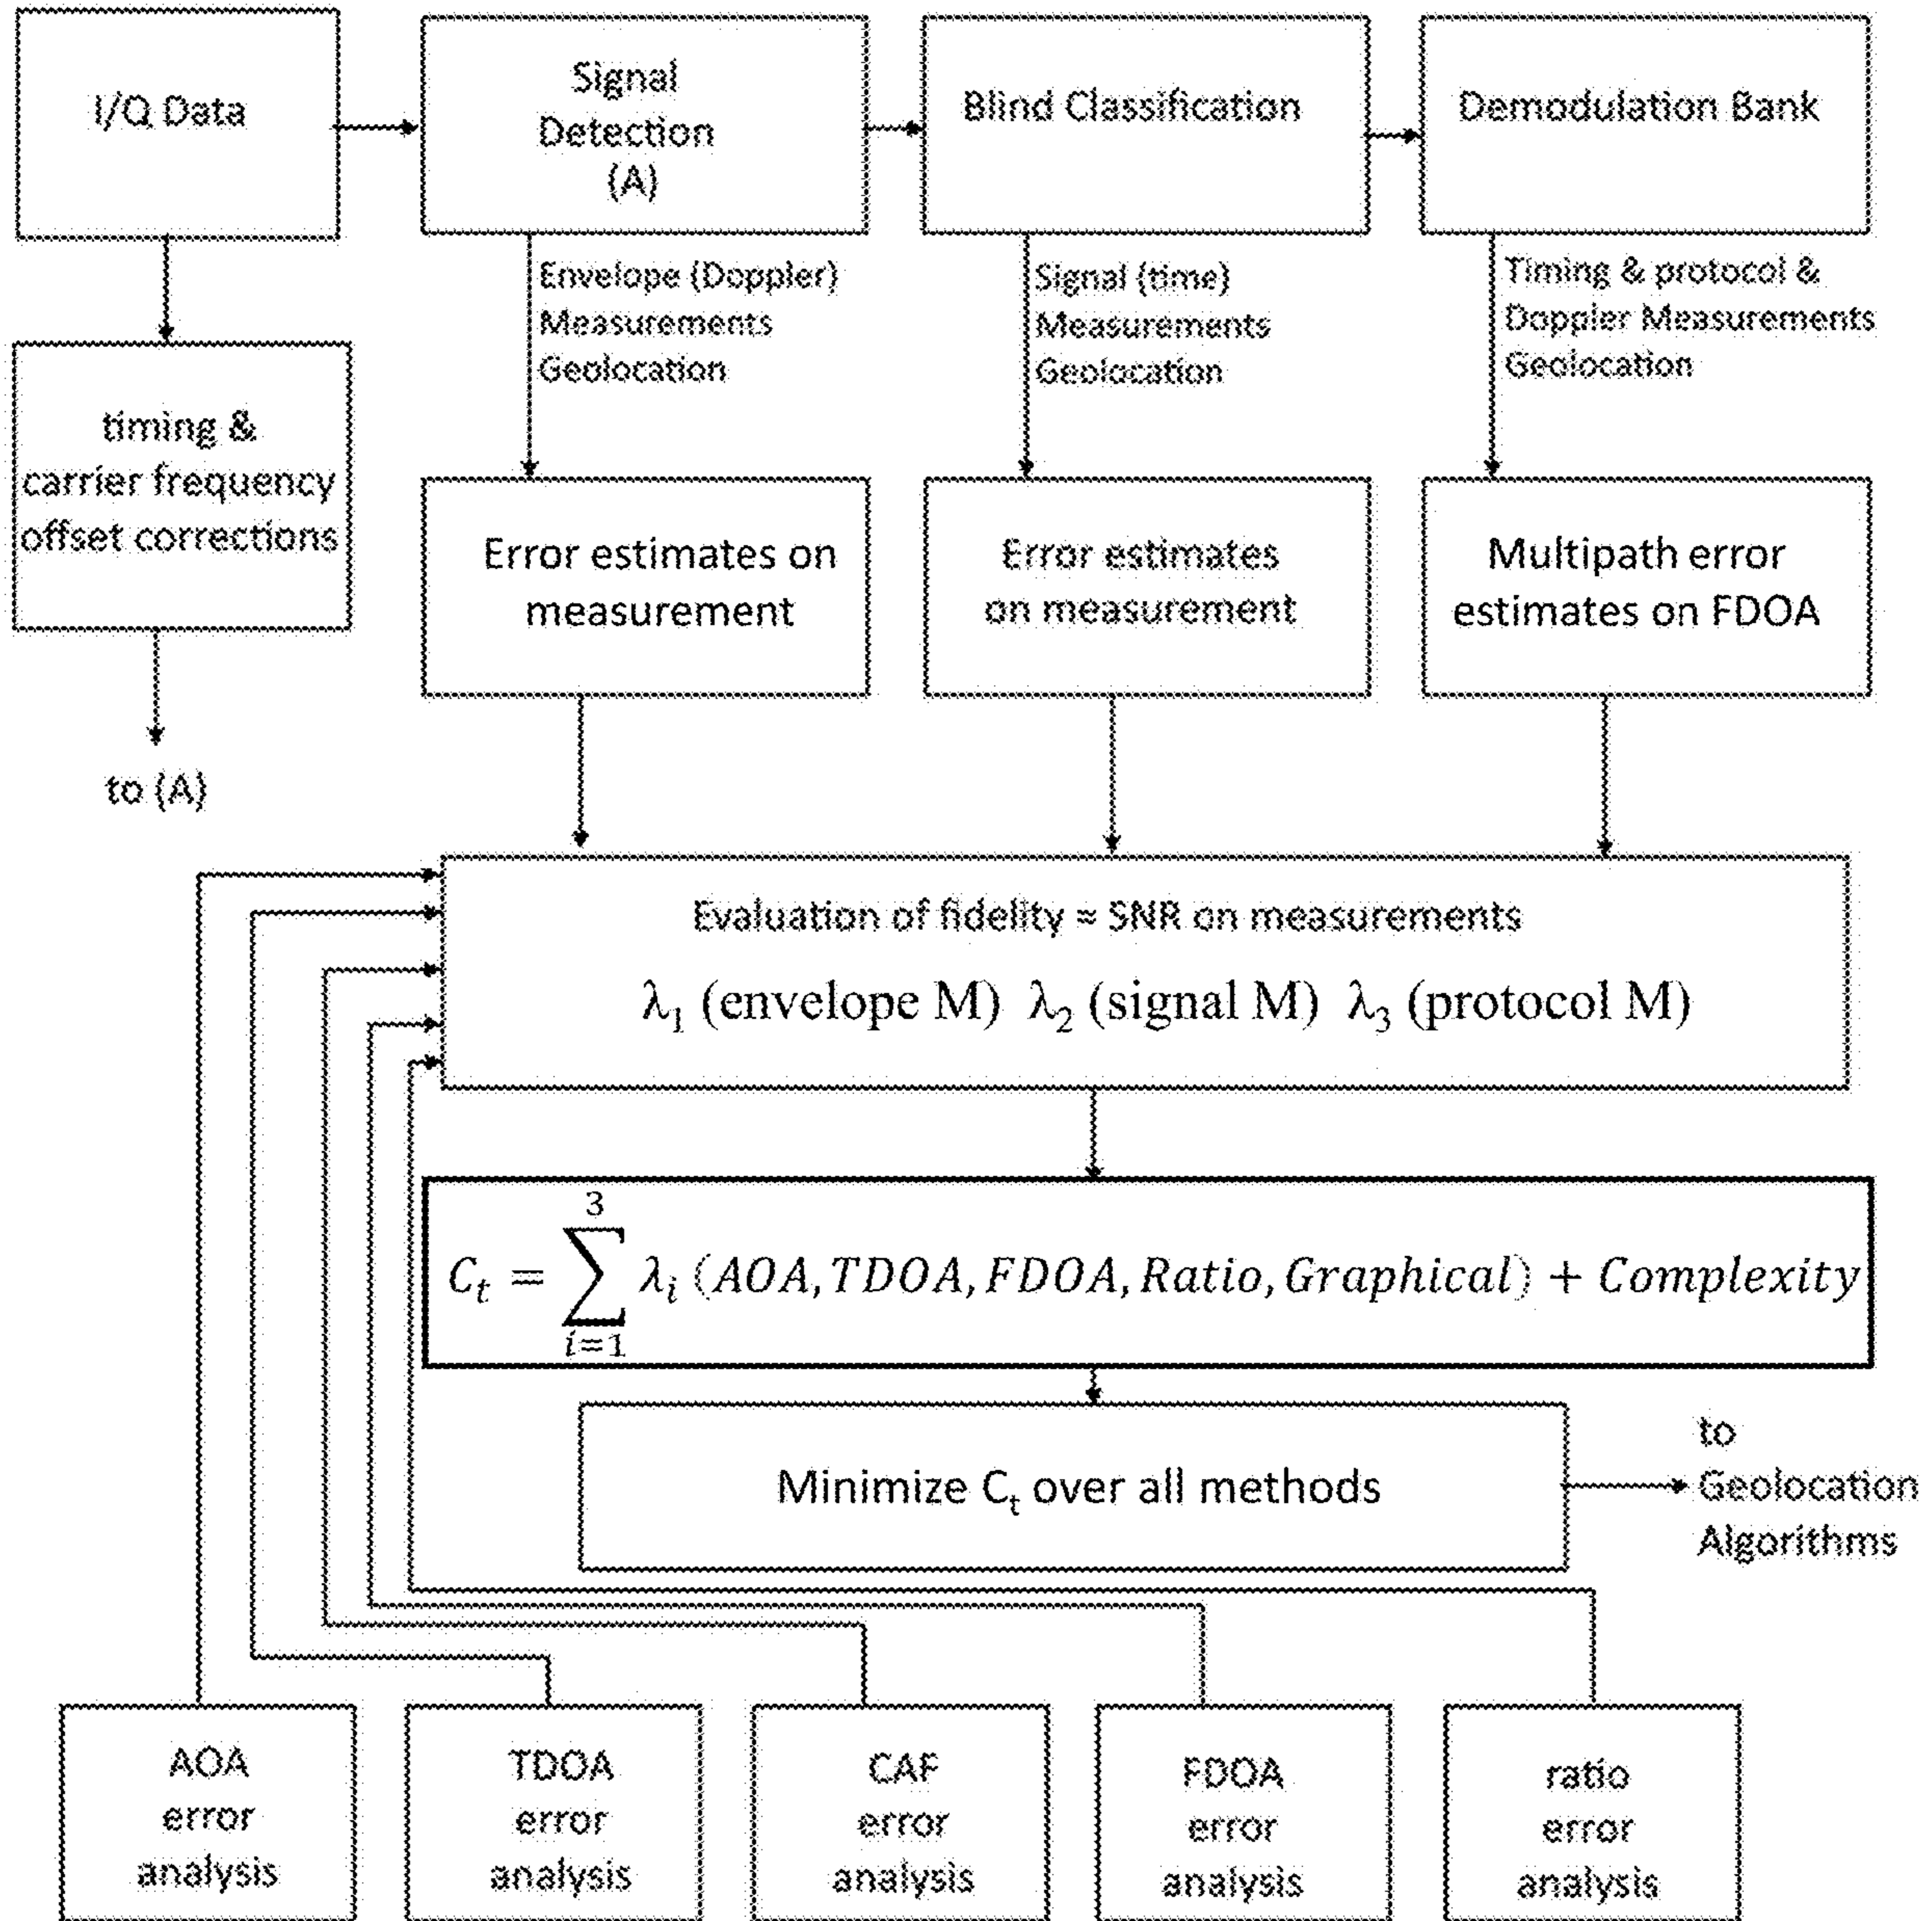 I/Q Data
Signal
Detection
(A)
Blind Classification
Demodulation Bank
Envelope (Doppler)
Measurements
Geolocation
Signal (time)
Measurements
Geolocation
Timing & protocol &
Doppler Measurements
Geolocation
timing &
carrier frequency
offset corrections
to (A)
Error estimates on
measurement
Error estimates
on measurement
Multipath error
estimates on FDOA
Evaluation of fidelity ≈ SNR on measurements
λ₁ (envelope M) λ₂ (signal M) λ₃ (protocol M)
C_t = ∑_{i=1}^{3} λ_i (AOA, TDOA, FDOA, Ratio, Graphical) + Complexity
Minimize C_t over all methods
to
Geolocation
Algorithms
AOA
error
analysis
TDOA
error
analysis
CAF
error
analysis
FDOA
error
analysis
ratio
error
analysis